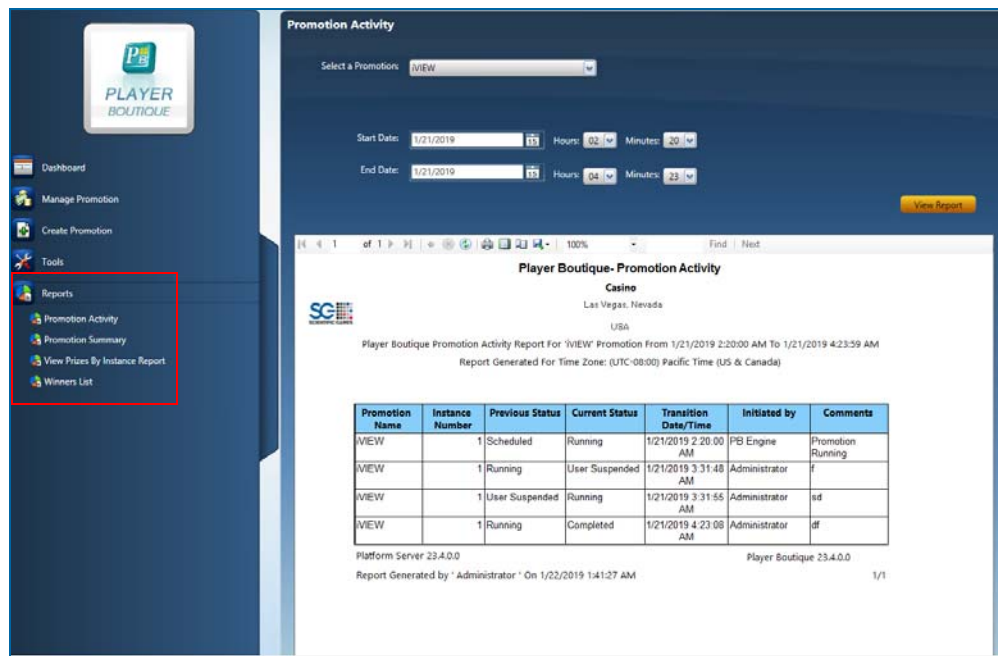 PB
PLAYER
BOUTIQUE
Dashboard
Manage Promotion
Create Promotion
Tools
Reports
Promotion Activity
Promotion Summary
View Prizes By Instance Report
Winners List
Promotion Activity
Select a Promotion: iVIEW
Start Date: 1/21/2019 15 Hours: 02 Minutes: 20
End Date: 1/21/2019 15 Hours: 04 Minutes: 23
View Report
1 of 1 100% Find | Next
Player Boutique- Promotion Activity
Casino
Las Vegas, Nevada
USA
SG
SCIENTIFIC GAMES
Player Boutique Promotion Activity Report For 'iVIEW' Promotion From 1/21/2019 2:20:00 AM To 1/21/2019 4:23:59 AM
Report Generated For Time Zone: (UTC-08:00) Pacific Time (US & Canada)
Promotion Name Instance Number Previous Status Current Status Transition Date/Time Initiated by Comments
iVIEW 1 Scheduled Running 1/21/2019 2:20:00 AM PB Engine Promotion Running
iVIEW 1 Running User Suspended 1/21/2019 3:31:48 AM Administrator f
iVIEW 1 User Suspended Running 1/21/2019 3:31:55 AM Administrator sd
iVIEW 1 Running Completed 1/21/2019 4:23:08 AM Administrator df
Platform Server 23.4.0.0 Player Boutique 23.4.0.0
Report Generated by ' Administrator ' On 1/22/2019 1:41:27 AM 1/1